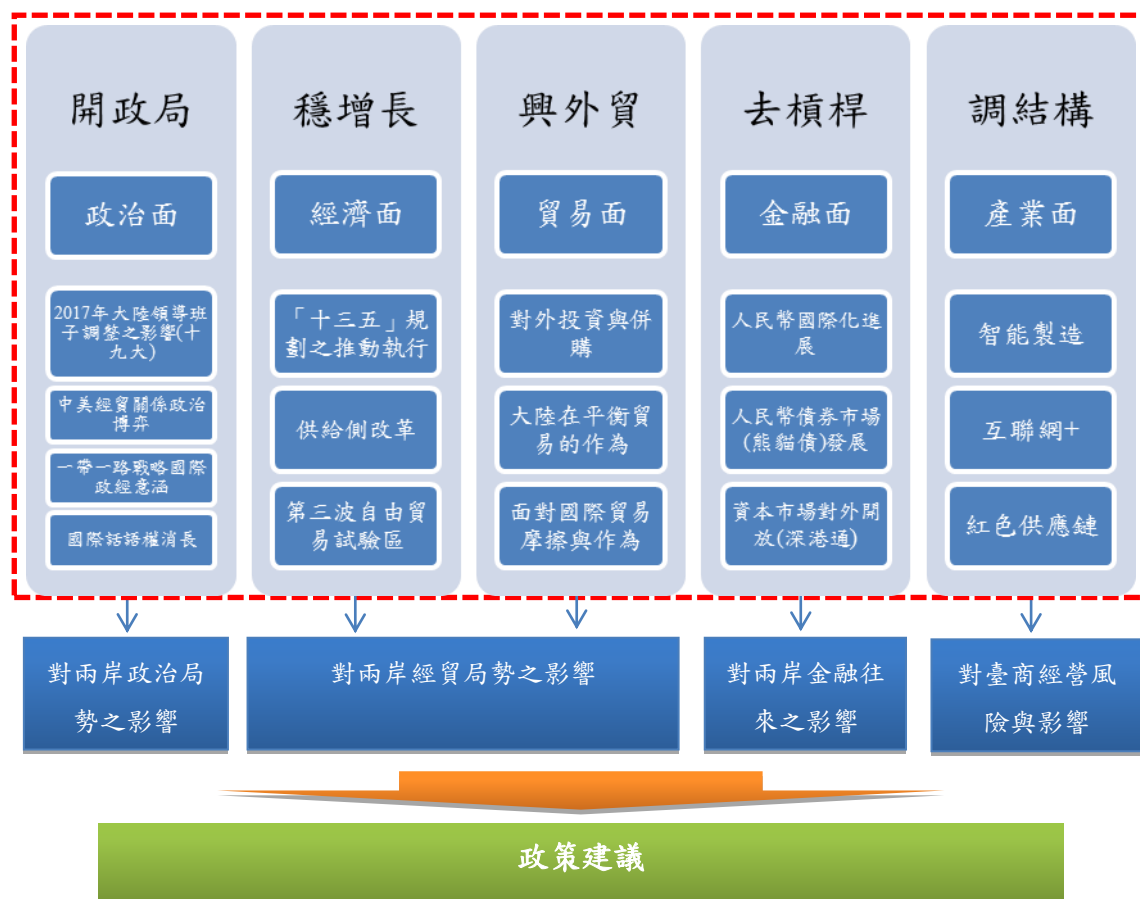 開政局
政治面
2017年大陸領導班
子調整之影響(十
九大)
中美經貿關係政治
博弈
一帶一路戰略國際
政經意涵
國際話語權消長
穩增長
經濟面
「十三五」規
劃之推動執行
供給側改革
第三波自由貿
易試驗區
興外貿
貿易面
對外投資與併
購
大陸在平衡貿
易的作為
面對國際貿易
摩擦與作為
去槓桿
金融面
人民幣國際化進
展
人民幣債券市場
(熊貓債)發展
資本市場對外開
放(深港通)
調結構
產業面
智能製造
互聯網+
紅色供應鏈
對兩岸政治局
勢之影響
對兩岸經貿局勢之影響
對兩岸金融往
來之影響
對臺商經營風
險與影響
政策建議